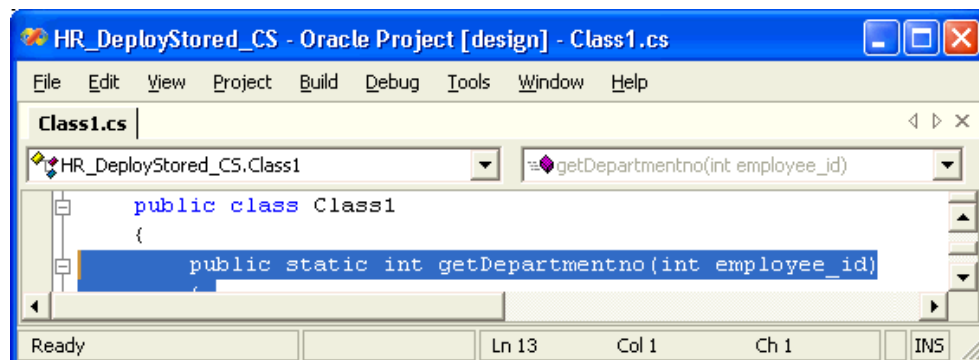 HR_DeployStored_CS - Oracle Project [design] - Class1.cs
File Edit View Project Build Debug Tools Window Help
Class1.cs
HR_DeployStored_CS.Class1 getDepartmentno(int employee_id)
public class Class1
{
public static int getDepartmentno(int employee_id)
{
Ready Ln 13 Col 1 Ch 1 INS